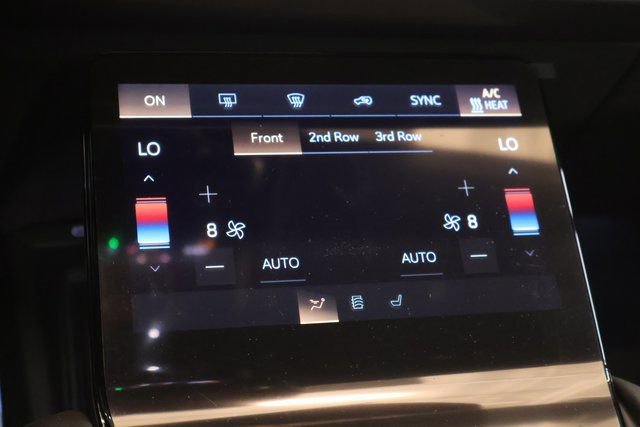 ON SYNC A/C HEAT
Front 2nd Row 3rd Row
LO LO
8 8
AUTO AUTO